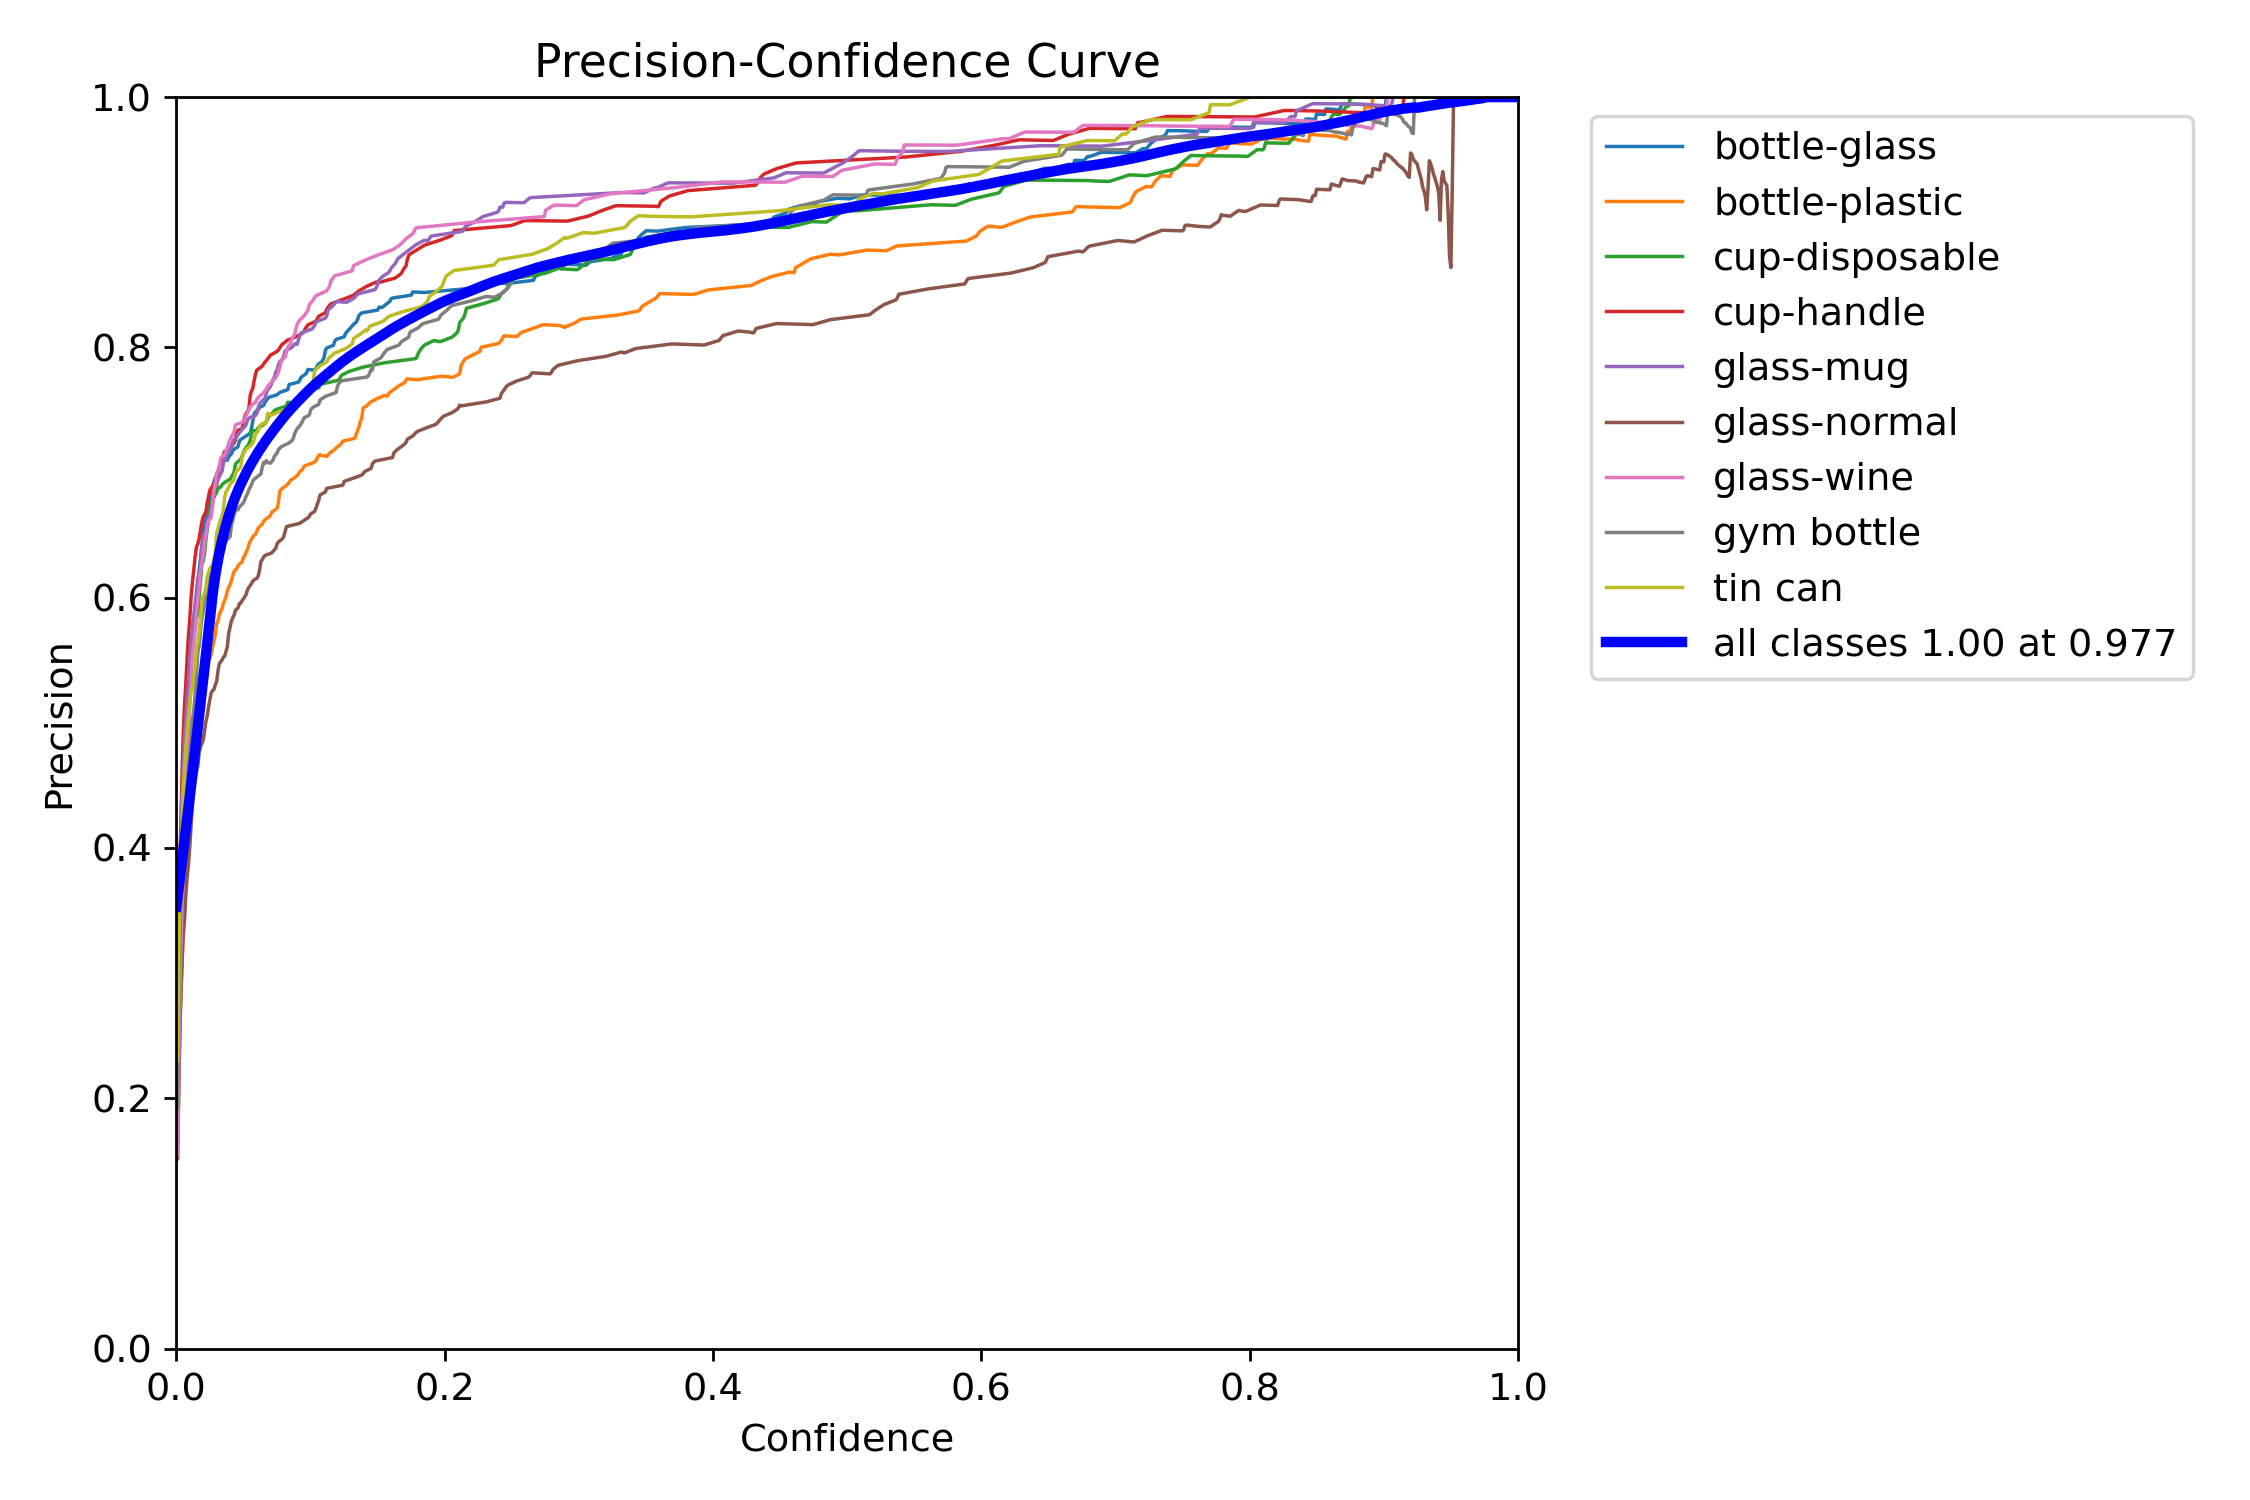 Precision-Confidence Curve
1.0
0.8
0.6
0.4
0.2
0.0
Precision
0.0 0.2 0.4 0.6 0.8 1.0
Confidence
bottle-glass
bottle-plastic
cup-disposable
cup-handle
glass-mug
glass-normal
glass-wine
gym bottle
tin can
all classes 1.00 at 0.977